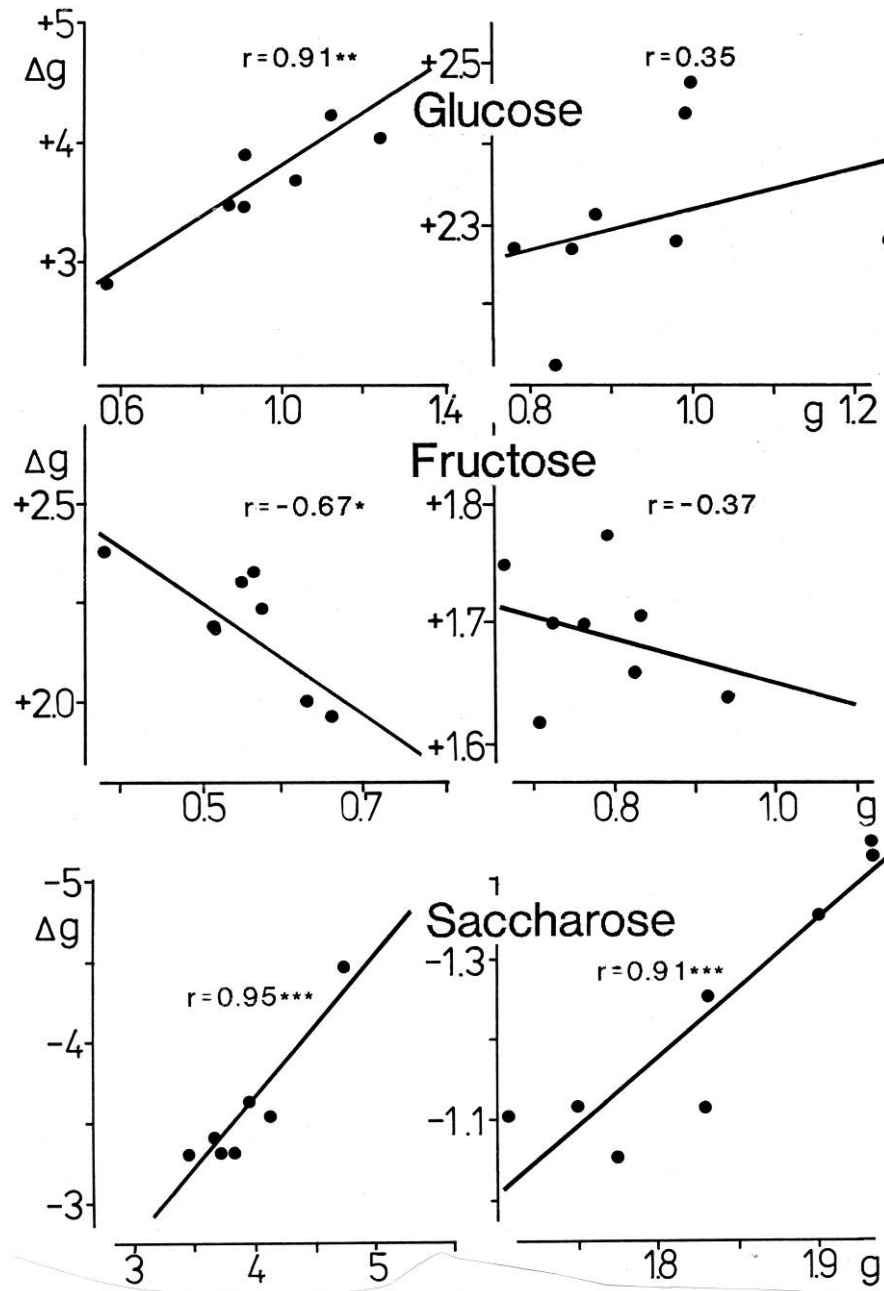 +5
Δg
r=0.91**
+4
+3
0.6 1.0 1.4
Glucose
+2.5
r=0.35
+2.3
0.8 1.0 g 1.2
Fructose
Δg
+2.5
r=-0.67*
+2.0
0.5 0.7
+1.8
r=-0.37
+1.7
+1.6
0.8 1.0 g
Saccharose
-5
Δg
r=0.95***
-4
-3
3 4 5
-1.3
r=0.91***
-1.1
1.8 1.9 g